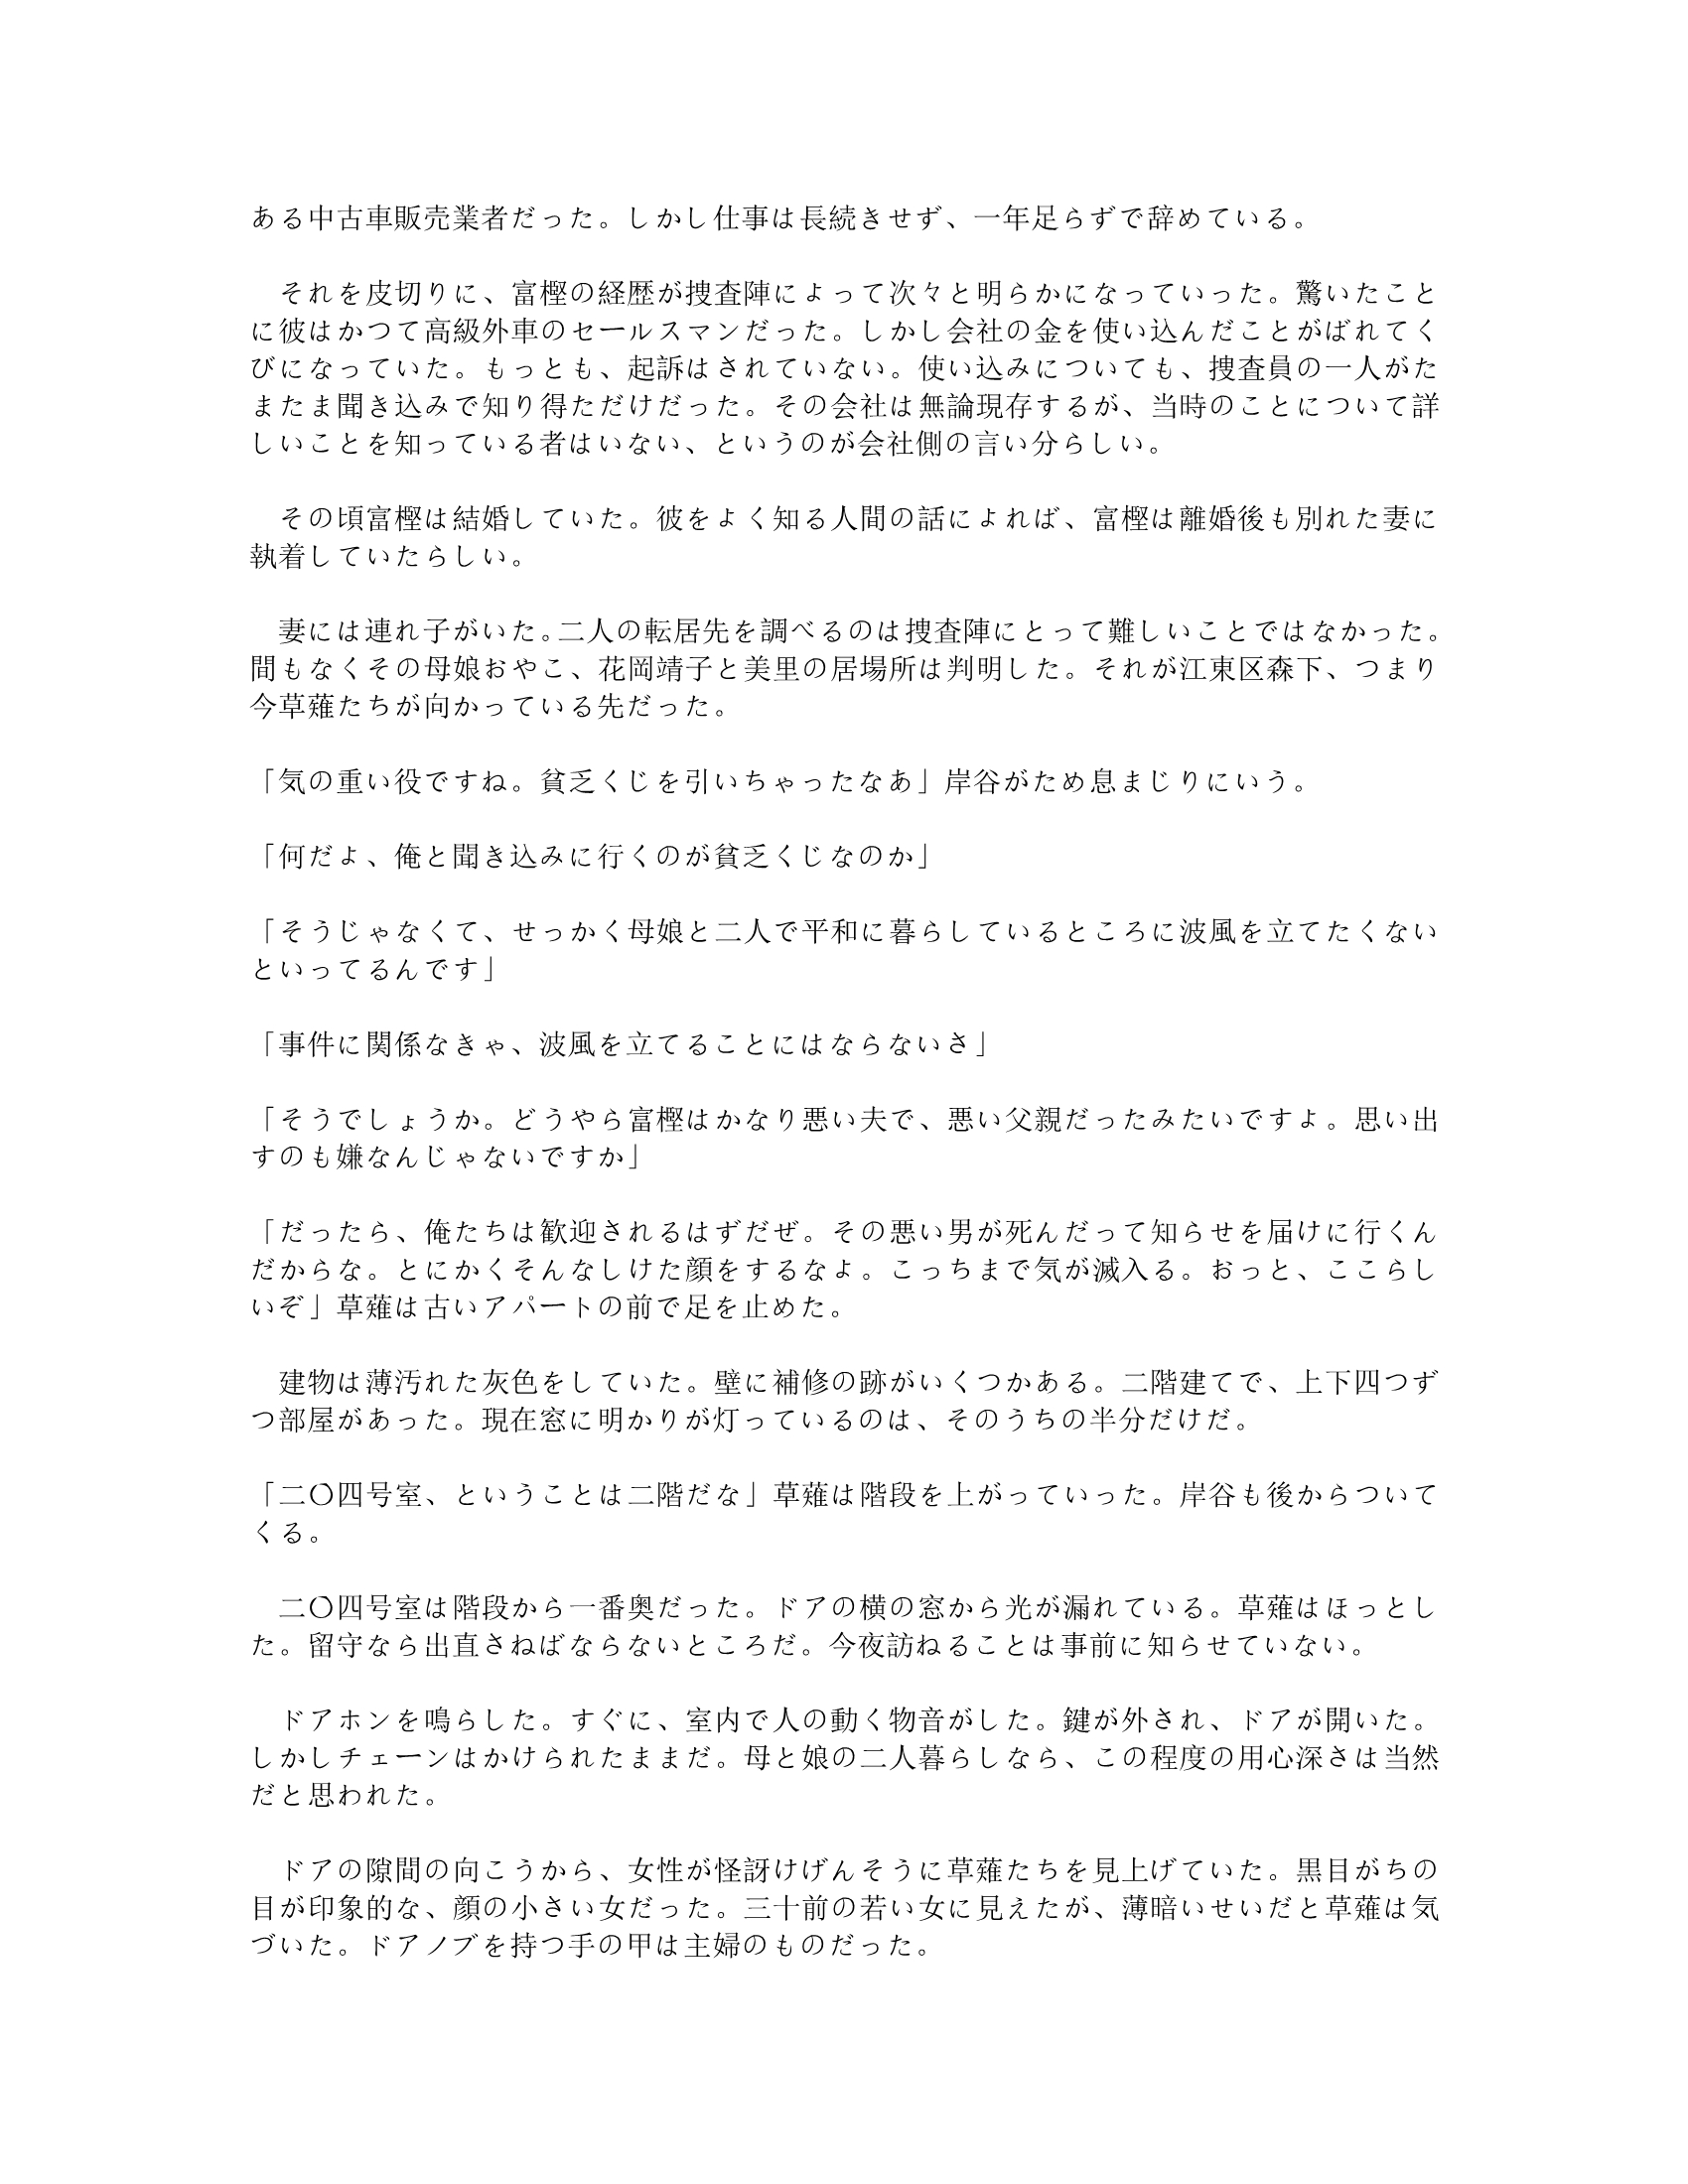 ある中古車販売業者だった。しかし仕事は長続きせず、一年足らずで辞めている。
　それを皮切りに、富樫の経歴が捜査陣によって次々と明らかになっていった。驚いたこと
に彼はかつて高級外車のセールスマンだった。しかし会社の金を使い込んだことがばれてく
びになっていた。もっとも、起訴はされていない。使い込みについても、捜査員の一人がた
またま聞き込みで知り得ただけだった。その会社は無論現存するが、当時のことについて詳
しいことを知っている者はいない、というのが会社側の言い分らしい。
　その頃富樫は結婚していた。彼をよく知る人間の話によれば、富樫は離婚後も別れた妻に
執着していたらしい。
　妻には連れ子がいた。二人の転居先を調べるのは捜査陣にとって難しいことではなかった。
間もなくその母娘おやこ、花岡靖子と美里の居場所は判明した。それが江東区森下、つまり
今草薙たちが向かっている先だった。
「気の重い役ですね。貧乏くじを引いちゃったなあ」岸谷がため息まじりにいう。
「何だよ、俺と聞き込みに行くのが貧乏くじなのか」
「そうじゃなくて、せっかく母娘と二人で平和に暮らしているところに波風を立てたくない
といってるんです」
「事件に関係なきゃ、波風を立てることにはならないさ」
「そうでしょうか。どうやら富樫はかなり悪い夫で、悪い父親だったみたいですよ。思い出
すのも嫌なんじゃないですか」
「だったら、俺たちは歓迎されるはずだぜ。その悪い男が死んだって知らせを届けに行くん
だからな。とにかくそんなしけた顔をするなよ。こっちまで気が滅入る。おっと、ここらし
いぞ」草薙は古いアパートの前で足を止めた。
　建物は薄汚れた灰色をしていた。壁に補修の跡がいくつかある。二階建てで、上下四つず
つ部屋があった。現在窓に明かりが灯っているのは、そのうちの半分だけだ。
「二〇四号室、ということは二階だな」草薙は階段を上がっていった。岸谷も後からついて
くる。
　二〇四号室は階段から一番奥だった。ドアの横の窓から光が漏れている。草薙はほっとし
た。留守なら出直さねばならないところだ。今夜訪ねることは事前に知らせていない。
　ドアホンを鳴らした。すぐに、室内で人の動く物音がした。鍵が外され、ドアが開いた。
しかしチェーンはかけられたままだ。母と娘の二人暮らしなら、この程度の用心深さは当然
だと思われた。
　ドアの隙間の向こうから、女性が怪訝けげんそうに草薙たちを見上げていた。黒目がちの
目が印象的な、顔の小さい女だった。三十前の若い女に見えたが、薄暗いせいだと草薙は気
づいた。ドアノブを持つ手の甲は主婦のものだった。